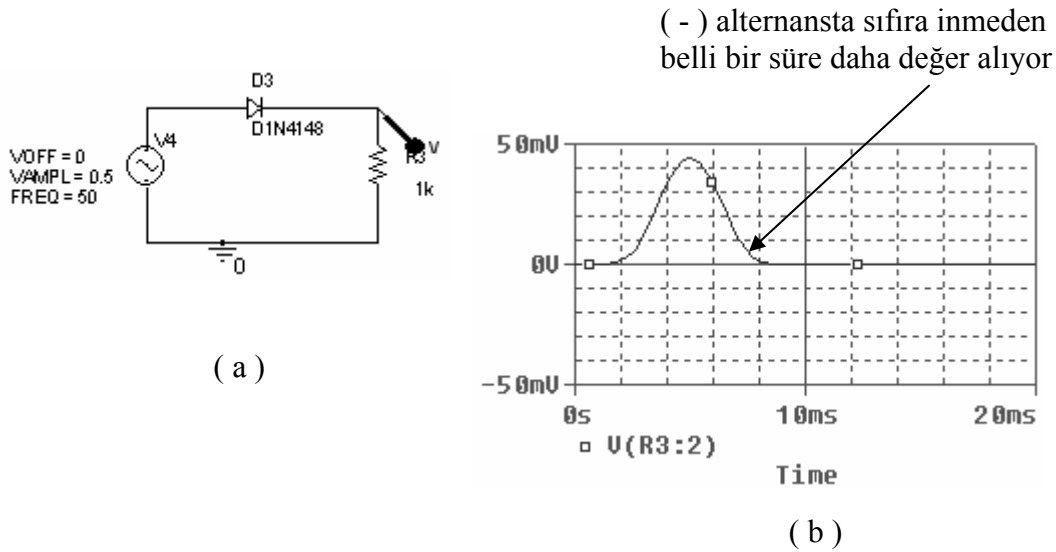 ( - ) alternansta sıfıra inmeden
belli bir süre daha değer alıyor
D3
D1N4148
V4
VOFF = 0
VAMPL = 0.5
FREQ = 50
V
R3
1k
0
( a )
50mV
0V
-50mV
0s
10ms
20ms
V(R3:2)
Time
( b )